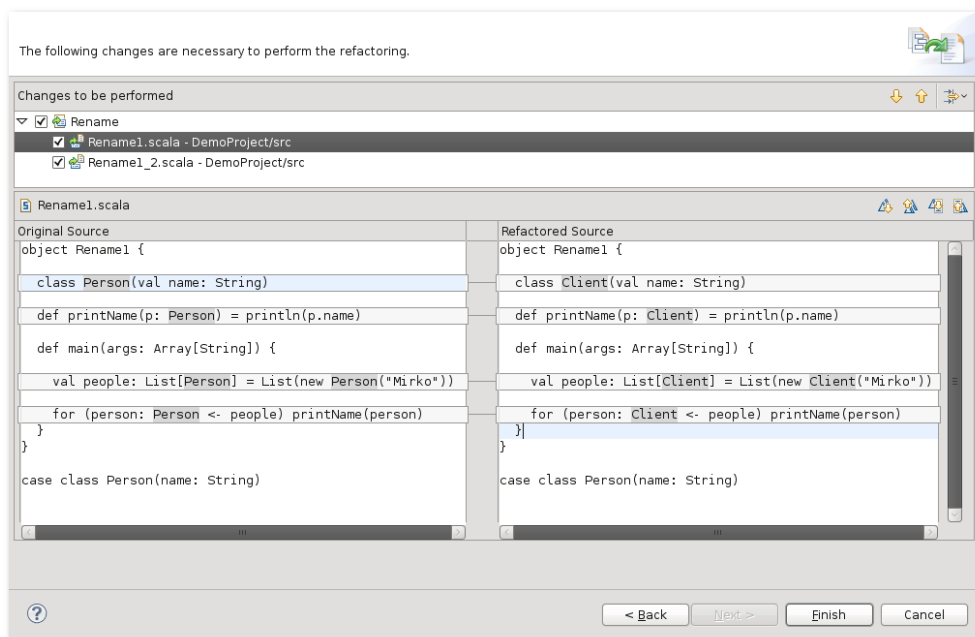 The following changes are necessary to perform the refactoring.
Changes to be performed
Rename
Rename1.scala - DemoProject/src
Rename1_2.scala - DemoProject/src
Rename1.scala
Original Source
object Rename1 {
class Person(val name: String)
def printName(p: Person) = println(p.name)
def main(args: Array[String]) {
val people: List[Person] = List(new Person("Mirko"))
for (person: Person <- people) printName(person)
}
}
case class Person(name: String)
Refactored Source
object Rename1 {
class Client(val name: String)
def printName(p: Client) = println(p.name)
def main(args: Array[String]) {
val people: List[Client] = List(new Client("Mirko"))
for (person: Client <- people) printName(person)
}
}
case class Person(name: String)
< Back
Next >
Finish
Cancel